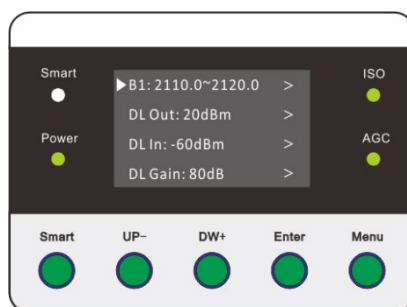 Smart
ISO
▶B1: 2110.0~2120.0 >
DL Out: 20dBm >
Power
AGC
DL In: -60dBm >
DL Gain: 80dB >
Smart UP- DW+ Enter Menu